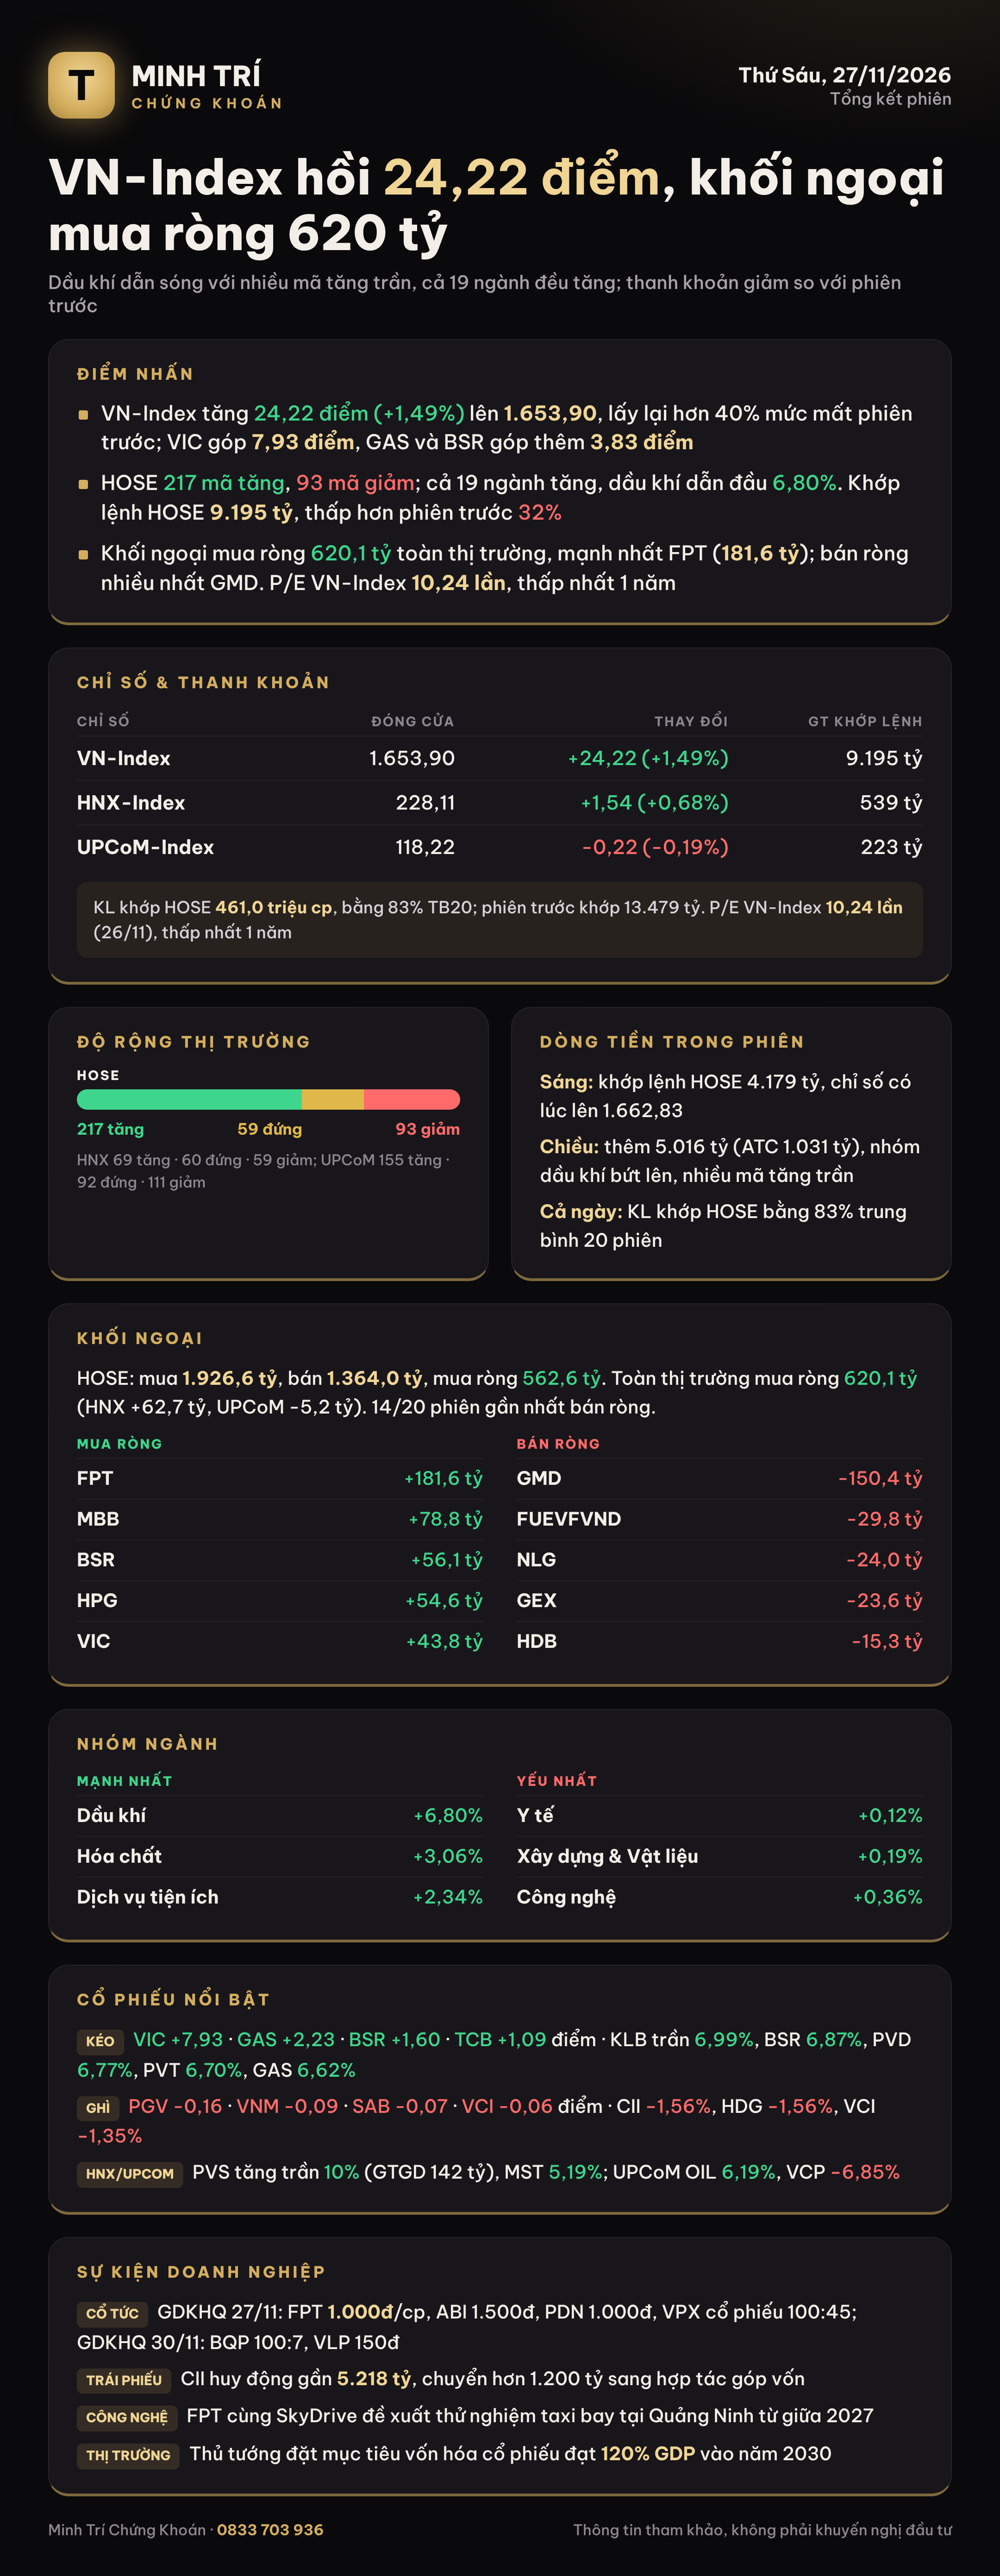 T
MINH TRÍ
CHỨNG KHOÁN
Thứ Sáu, 27/11/2026
Tổng kết phiên
VN-Index hồi 24,22 điểm, khối ngoại
mua ròng 620 tỷ
Dầu khí dẫn sóng với nhiều mã tăng trần, cả 19 ngành đều tăng; thanh khoản giảm so với phiên
trước
ĐIỂM NHẤN
VN-Index tăng 24,22 điểm (+1,49%) lên 1.653,90, lấy lại hơn 40% mức mất phiên
trước; VIC góp 7,93 điểm, GAS và BSR góp thêm 3,83 điểm
HOSE 217 mã tăng, 93 mã giảm; cả 19 ngành tăng, dầu khí dẫn đầu 6,80%. Khớp
lệnh HOSE 9.195 tỷ, thấp hơn phiên trước 32%
Khối ngoại mua ròng 620,1 tỷ toàn thị trường, mạnh nhất FPT (181,6 tỷ); bán ròng
nhiều nhất GMD. P/E VN-Index 10,24 lần, thấp nhất 1 năm
CHỈ SỐ & THANH KHOẢN
CHỈ SỐ ĐÓNG CỬA THAY ĐỔI GT KHỚP LỆNH
VN-Index 1.653,90 +24,22 (+1,49%) 9.195 tỷ
HNX-Index 228,11 +1,54 (+0,68%) 539 tỷ
UPCoM-Index 118,22 -0,22 (-0,19%) 223 tỷ
KL khớp HOSE 461,0 triệu cp, bằng 83% TB20; phiên trước khớp 13.479 tỷ. P/E VN-Index 10,24 lần
(26/11), thấp nhất 1 năm
ĐỘ RỘNG THỊ TRƯỜNG
HOSE
217 tăng 59 đứng 93 giảm
HNX 69 tăng · 60 đứng · 59 giảm; UPCoM 155 tăng ·
92 đứng · 111 giảm
DÒNG TIỀN TRONG PHIÊN
Sáng: khớp lệnh HOSE 4.179 tỷ, chỉ số có
lúc lên 1.662,83
Chiều: thêm 5.016 tỷ (ATC 1.031 tỷ), nhóm
dầu khí bứt lên, nhiều mã tăng trần
Cả ngày: KL khớp HOSE bằng 83% trung
bình 20 phiên
KHỐI NGOẠI
HOSE: mua 1.926,6 tỷ, bán 1.364,0 tỷ, mua ròng 562,6 tỷ. Toàn thị trường mua ròng 620,1 tỷ
(HNX +62,7 tỷ, UPCoM -5,2 tỷ). 14/20 phiên gần nhất bán ròng.
MUA RÒNG BÁN RÒNG
FPT +181,6 tỷ GMD -150,4 tỷ
MBB +78,8 tỷ FUEVFVND -29,8 tỷ
BSR +56,1 tỷ NLG -24,0 tỷ
HPG +54,6 tỷ GEX -23,6 tỷ
VIC +43,8 tỷ HDB -15,3 tỷ
NHÓM NGÀNH
MẠNH NHẤT YẾU NHẤT
Dầu khí +6,80% Y tế +0,12%
Hóa chất +3,06% Xây dựng & Vật liệu +0,19%
Dịch vụ tiện ích +2,34% Công nghệ +0,36%
CỔ PHIẾU NỔI BẬT
KÉO VIC +7,93 · GAS +2,23 · BSR +1,60 · TCB +1,09 điểm · KLB trần 6,99%, BSR 6,87%, PVD
6,77%, PVT 6,70%, GAS 6,62%
GHÌ PGV -0,16 · VNM -0,09 · SAB -0,07 · VCI -0,06 điểm · CII -1,56%, HDG -1,56%, VCI
-1,35%
HNX/UPCOM PVS tăng trần 10% (GTGD 142 tỷ), MST 5,19%; UPCoM OIL 6,19%, VCP -6,85%
SỰ KIỆN DOANH NGHIỆP
CỔ TỨC GDKHQ 27/11: FPT 1.000đ/cp, ABI 1.500đ, PDN 1.000đ, VPX cổ phiếu 100:45;
GDKHQ 30/11: BQP 100:7, VLP 150đ
TRÁI PHIẾU CII huy động gần 5.218 tỷ, chuyển hơn 1.200 tỷ sang hợp tác góp vốn
CÔNG NGHỆ FPT cùng SkyDrive đề xuất thử nghiệm taxi bay tại Quảng Ninh từ giữa 2027
THỊ TRƯỜNG Thủ tướng đặt mục tiêu vốn hóa cổ phiếu đạt 120% GDP vào năm 2030
Minh Trí Chứng Khoán · 0833 703 936
Thông tin tham khảo, không phải khuyến nghị đầu tư